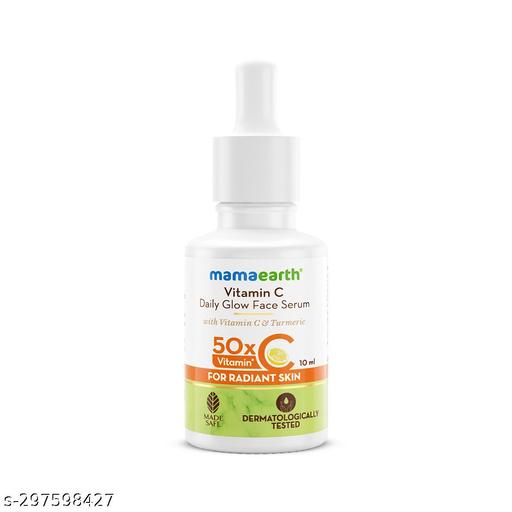 mamaearth®
Vitamin C
Daily Glow Face Serum
with Vitamin C & Turmeric
50x C
Vitamin*
10 ml
FOR RADIANT SKIN
MADE SAFE
DERMATOLOGICALLY
TESTED
s-297598427